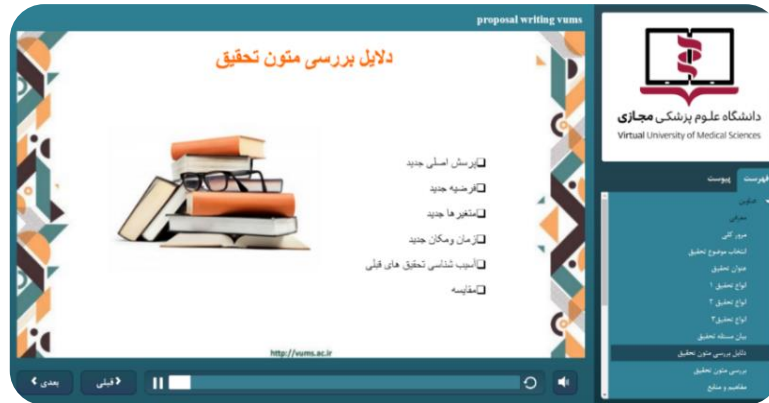 proposal writing vums
دلایل بررسی متون تحقیق
پرسش اصلی جدید
فرضیه جدید
متغیرها جدید
زمان ومکان جدید
آسیب شناسی تحقیق های قبلی
مقایسه
http://vums.ac.ir
قبلی
بعدی
دانشگاه علوم پزشکی مجازی
Virtual University of Medical Sciences
فهرست
پیوست
عناوین
معرفی
مرور کلی
انتخاب موضوع تحقیق
عنوان تحقیق
انواع تحقیق ۱
انواع تحقیق ۲
انواع تحقیق۳
بیان مسئله تحقیق
دلایل بررسی متون تحقیق
بررسی متون تحقیق
مفاهیم و منابع